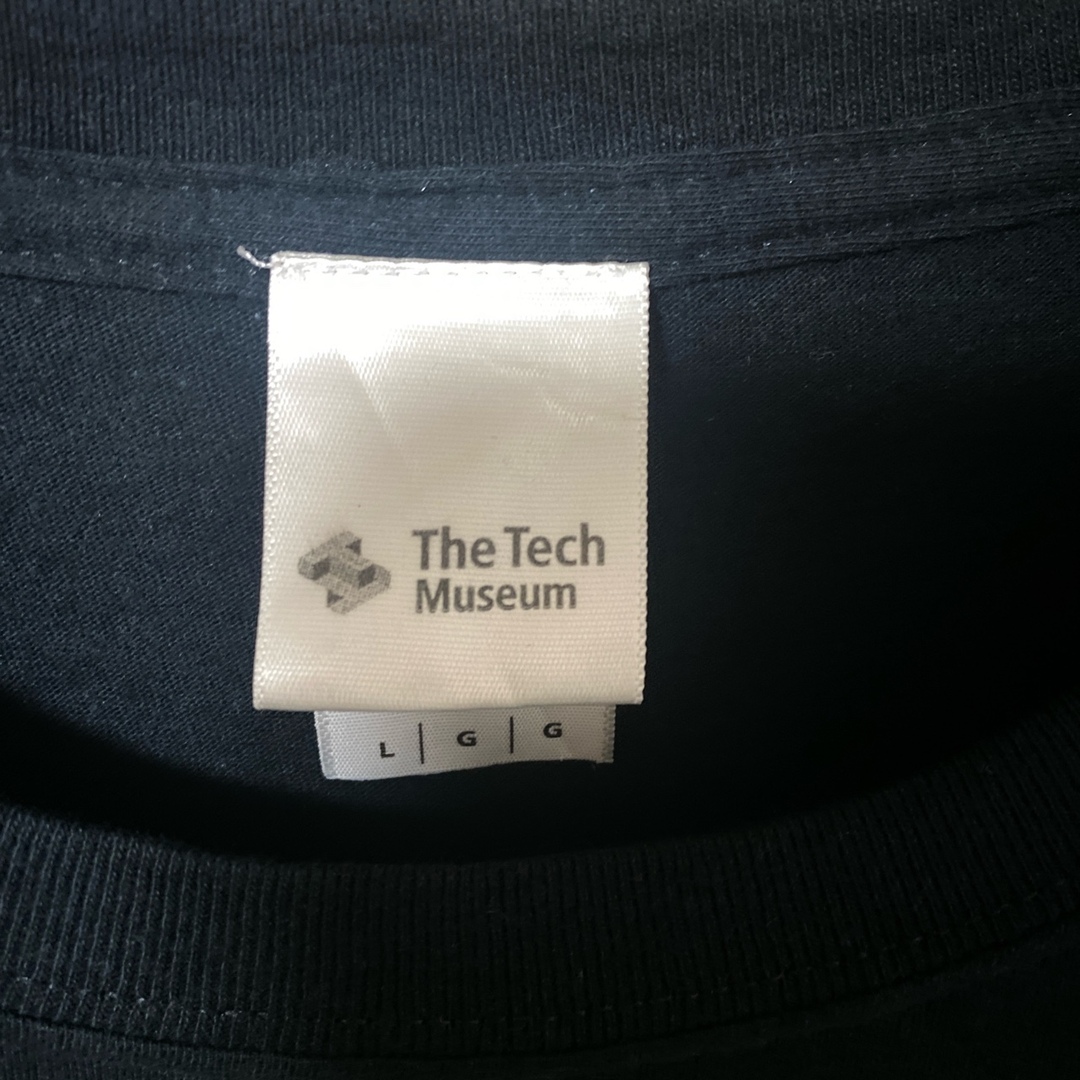 The Tech
Museum
L | G | G